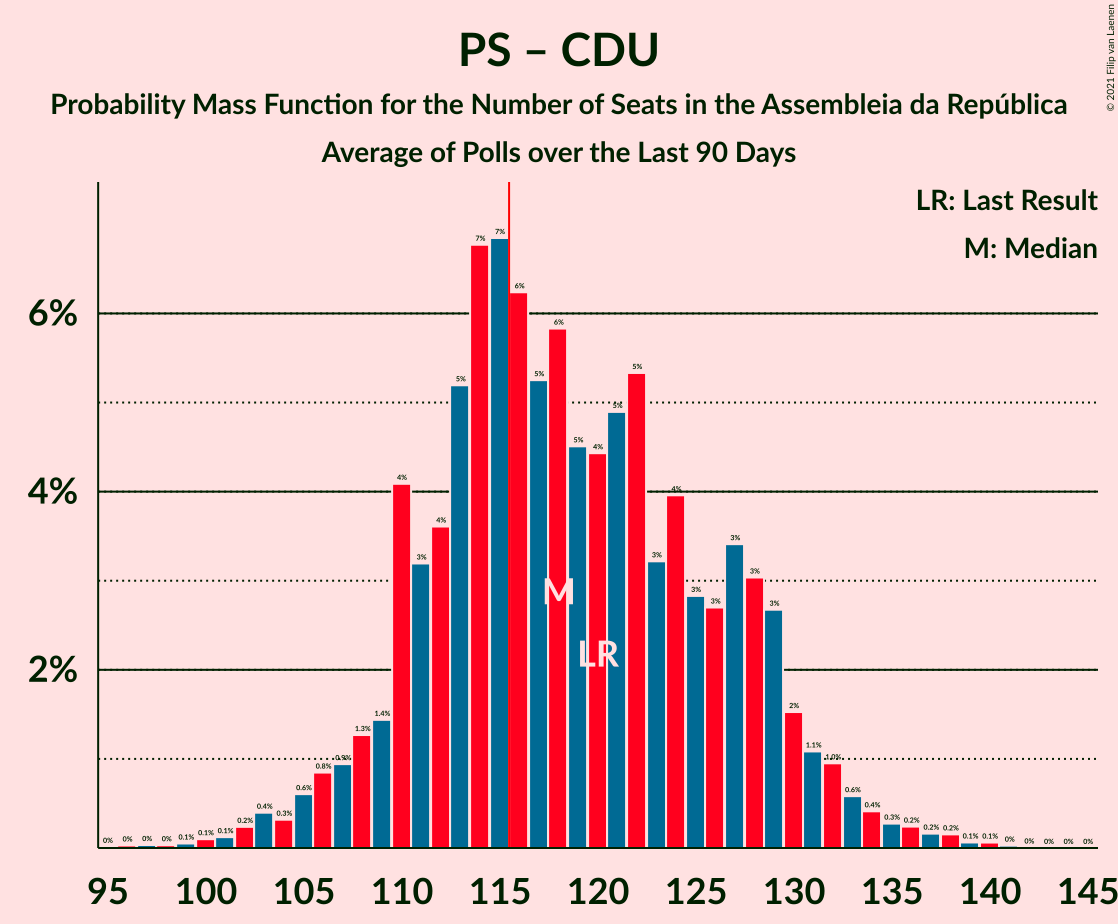 PS – CDU
Probability Mass Function for the Number of Seats in the Assembleia da República
Average of Polls over the Last 90 Days
© 2021 Filip van Laenen
LR: Last Result
M: Median
6%
4%
2%
0% 0% 0% 0% 0.1% 0.1% 0.1% 0.2% 0.4% 0.3% 0.6% 0.8% 0.9% 1.3% 1.4% 4% 3% 4% 5% 7% 7% 6% 5% 6% 5% 4% 5% 5% 3% 4% 3% 3% 3% 3% 3% 2% 1.1% 1.0% 0.6% 0.4% 0.3% 0.2% 0.2% 0.2% 0.1% 0.1% 0% 0% 0% 0% 0%
M
LR
95 100 105 110 115 120 125 130 135 140 145